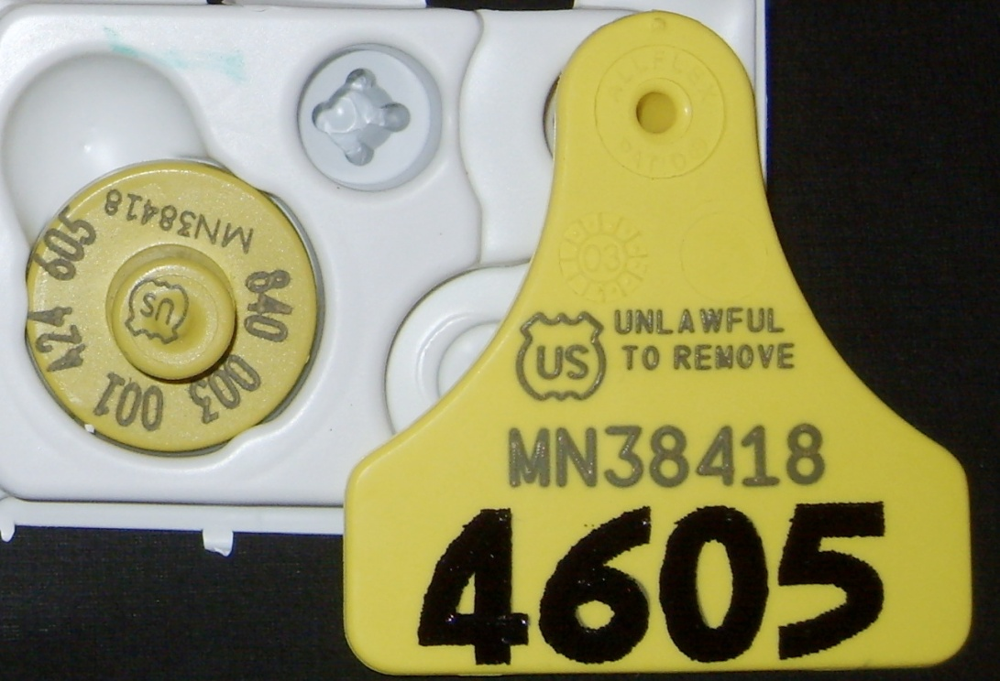 MN38418
840 003 001 424 605
US
ALLFLEX
03
US
UNLAWFUL
TO REMOVE
MN38418
4605